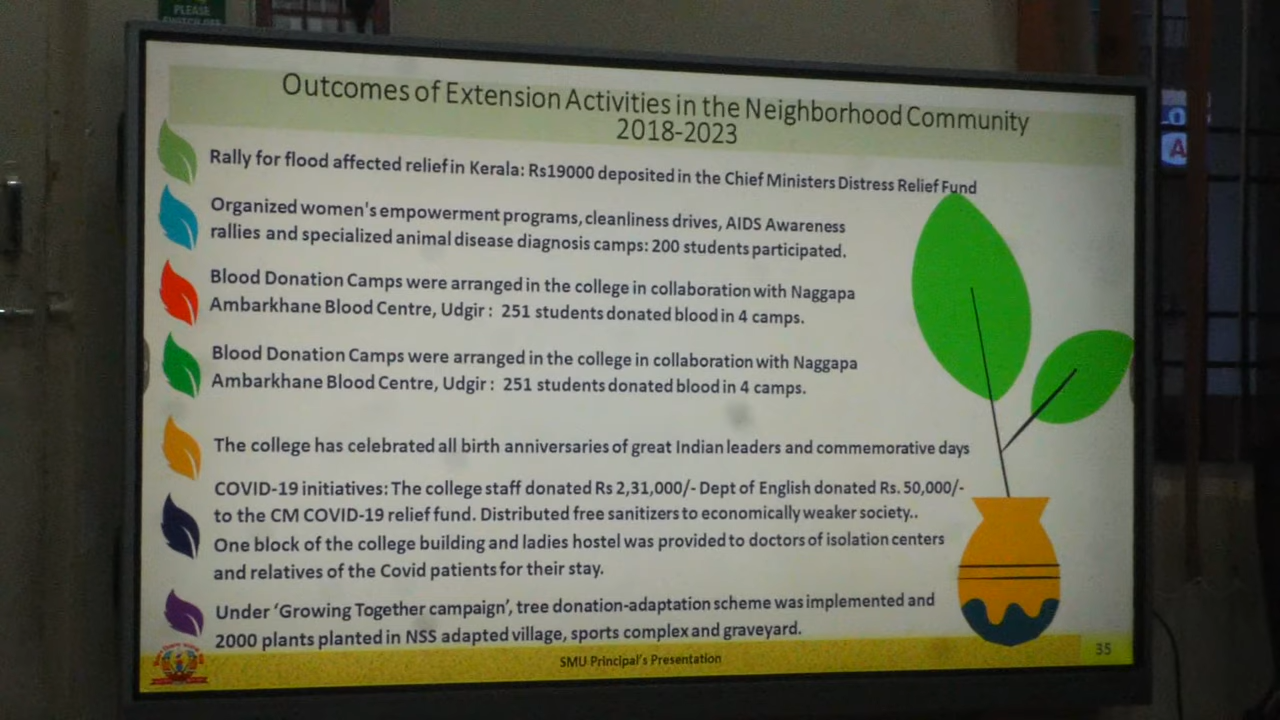 PLEASE
SWITCH OFF
Outcomes of Extension Activities in the Neighborhood Community
2018-2023
Rally for flood affected relief in Kerala: Rs19000 deposited in the Chief Ministers Distress Relief Fund
Organized women's empowerment programs, cleanliness drives, AIDS Awareness
rallies and specialized animal disease diagnosis camps: 200 students participated.
Blood Donation Camps were arranged in the college in collaboration with Naggapa
Ambarkhane Blood Centre, Udgir : 251 students donated blood in 4 camps.
Blood Donation Camps were arranged in the college in collaboration with Naggapa
Ambarkhane Blood Centre, Udgir : 251 students donated blood in 4 camps.
The college has celebrated all birth anniversaries of great Indian leaders and commemorative days
COVID-19 initiatives: The college staff donated Rs 2,31,000/- Dept of English donated Rs. 50,000/-
to the CM COVID-19 relief fund. Distributed free sanitizers to economically weaker society..
One block of the college building and ladies hostel was provided to doctors of isolation centers
and relatives of the Covid patients for their stay.
Under ‘Growing Together campaign’, tree donation-adaptation scheme was implemented and
2000 plants planted in NSS adapted village, sports complex and graveyard.
SMU Principal's Presentation
35